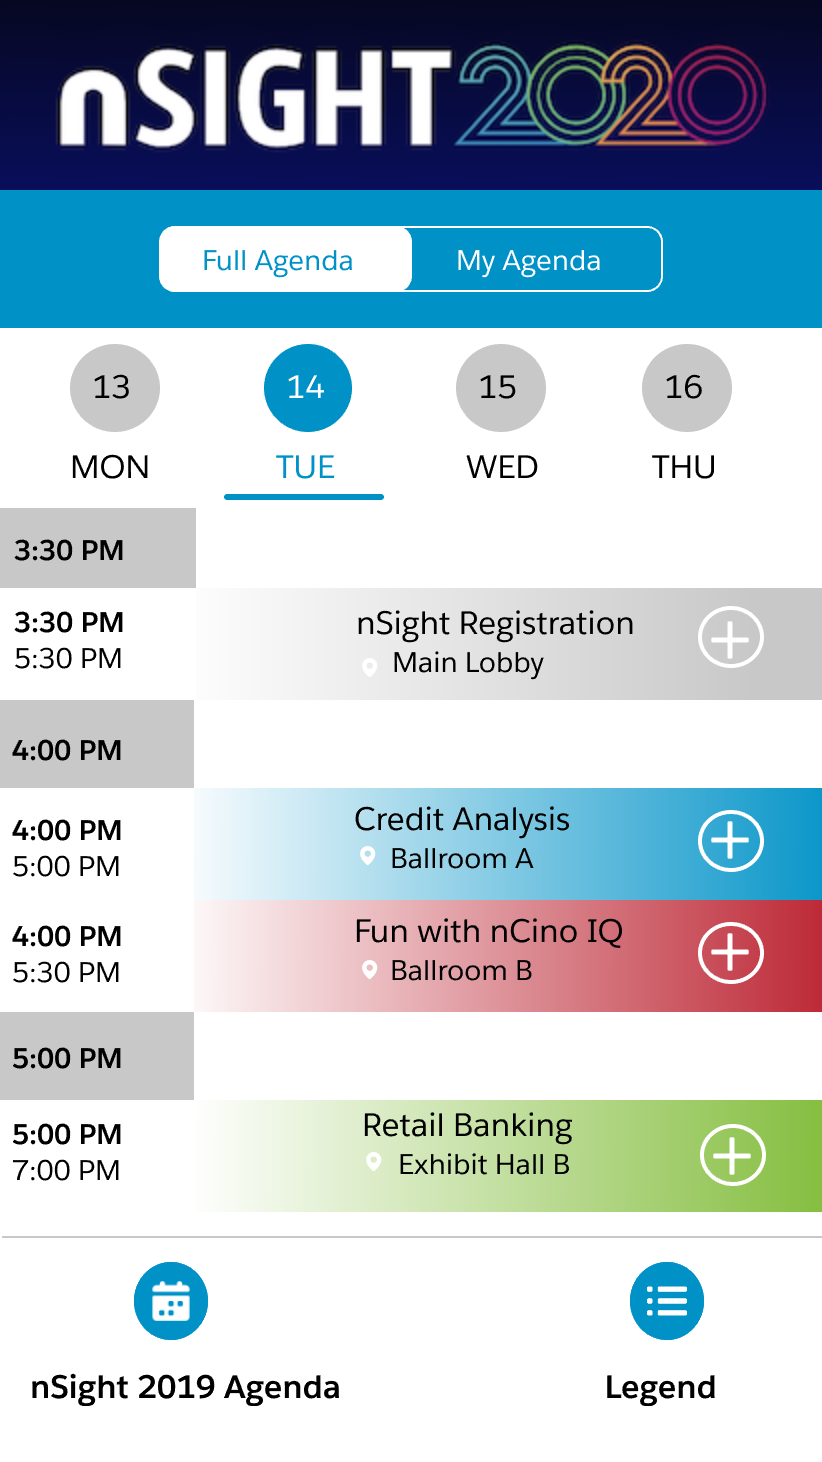 nSIGHT2020
Full Agenda
My Agenda
13
14
15
16
MON
TUE
WED
THU
3:30 PM
3:30 PM
5:30 PM
nSight Registration
Main Lobby
4:00 PM
4:00 PM
5:00 PM
Credit Analysis
Ballroom A
4:00 PM
5:30 PM
Fun with nCino IQ
Ballroom B
5:00 PM
5:00 PM
7:00 PM
Retail Banking
Exhibit Hall B
nSight 2019 Agenda
Legend